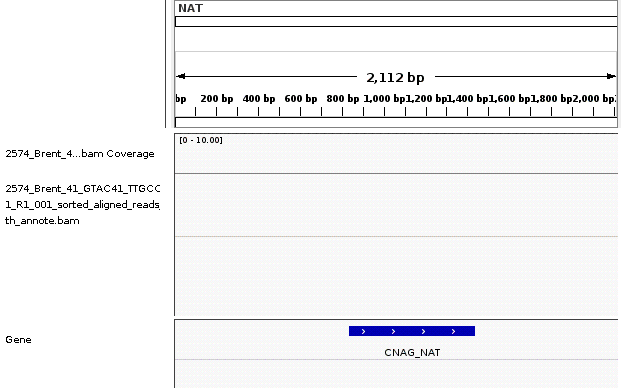 NAT
2,112 bp
bp 200 bp 400 bp 600 bp 800 bp 1,000 bp 1,200 bp 1,400 bp 1,600 bp 1,800 bp 2,000 bp
[0 - 10.00]
2574_Brent_4...bam Coverage
2574_Brent_41_GTAC41_TTGCC
1_R1_001_sorted_aligned_reads_
th_annote.bam
Gene
CNAG_NAT